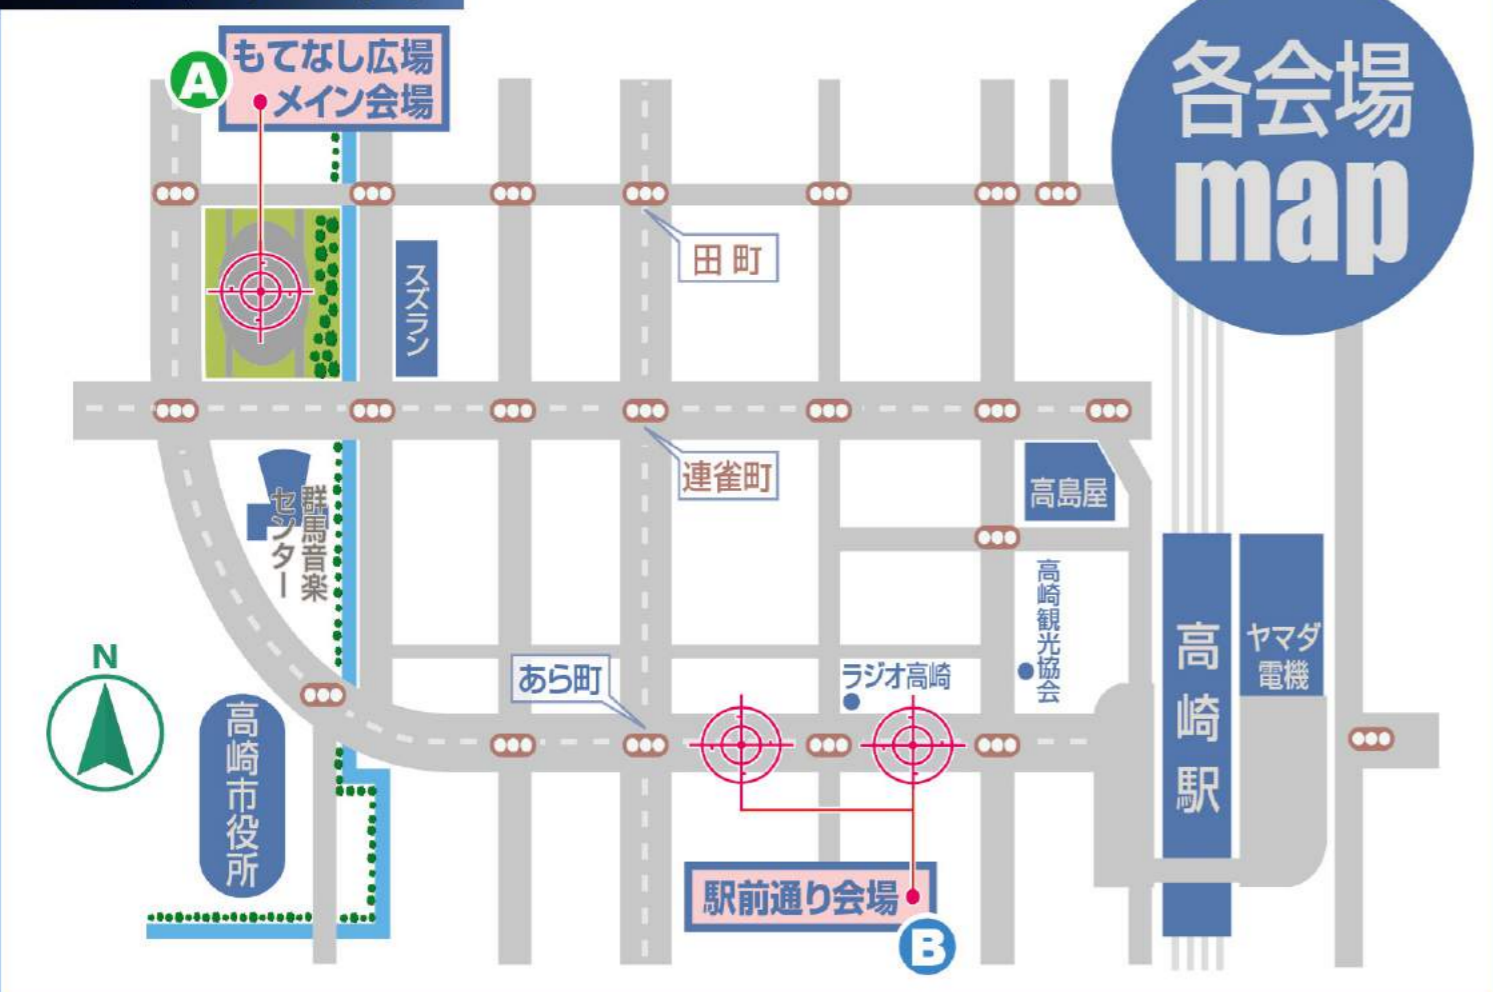 各会場
map
A
もてなし広場
メイン会場
田町
スズラン
連雀町
高島屋
群馬音楽
センター
高崎観光協会
N
あら町
ラジオ高崎
高崎駅
ヤマダ
電機
高崎市役所
駅前通り会場
B